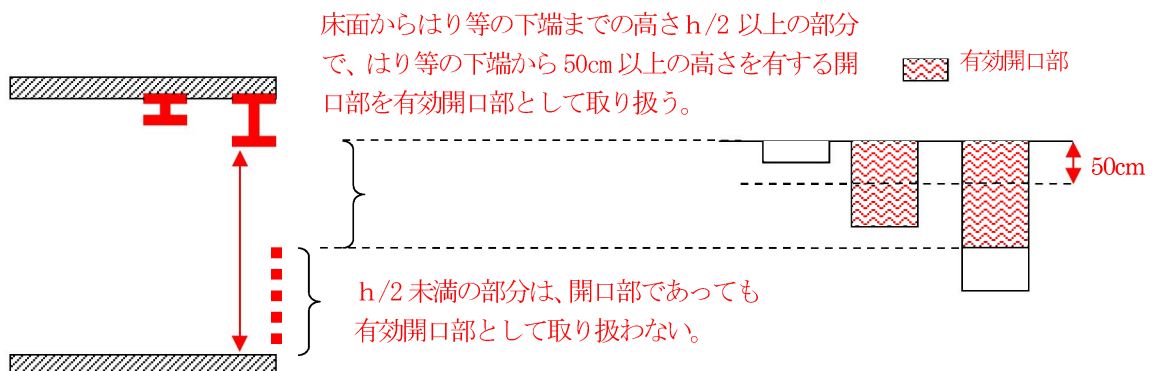 床面からはり等の下端までの高さｈ/2 以上の部分
で、はり等の下端から 50cm 以上の高さを有する開
口部を有効開口部として取り扱う。
有効開口部
50cm
ｈ/2 未満の部分は、開口部であっても
有効開口部として取り扱わない。